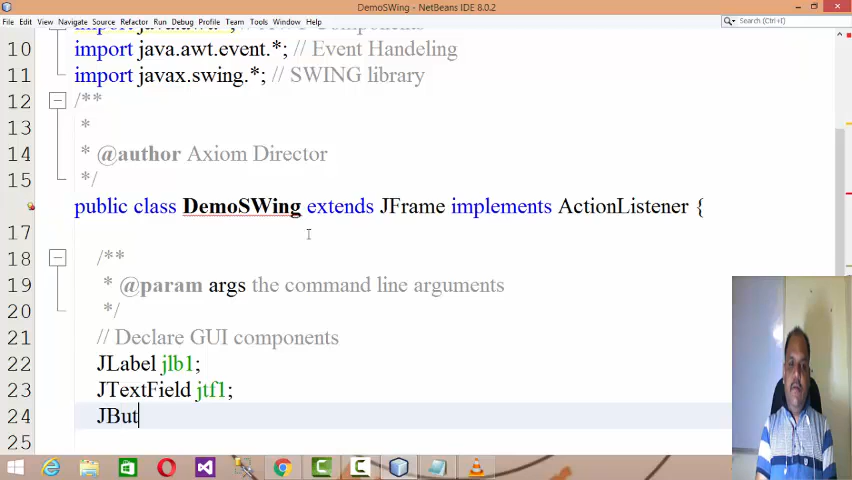 DemoSWing - NetBeans IDE 8.0.2
File Edit View Navigate Source Refactor Run Debug Profile Team Tools Window Help
Search (Ctrl+I)
10 import java.awt.event.*; // Event Handeling
11 import javax.swing.*; // SWING library
12 /**
13 *
14 * @author Axiom Director
15 */
public class DemoSWing extends JFrame implements ActionListener {
17
18 /**
19 * @param args the command line arguments
20 */
21 // Declare GUI components
22 JLabel jlb1;
23 JTextField jtf1;
24 JBut
25